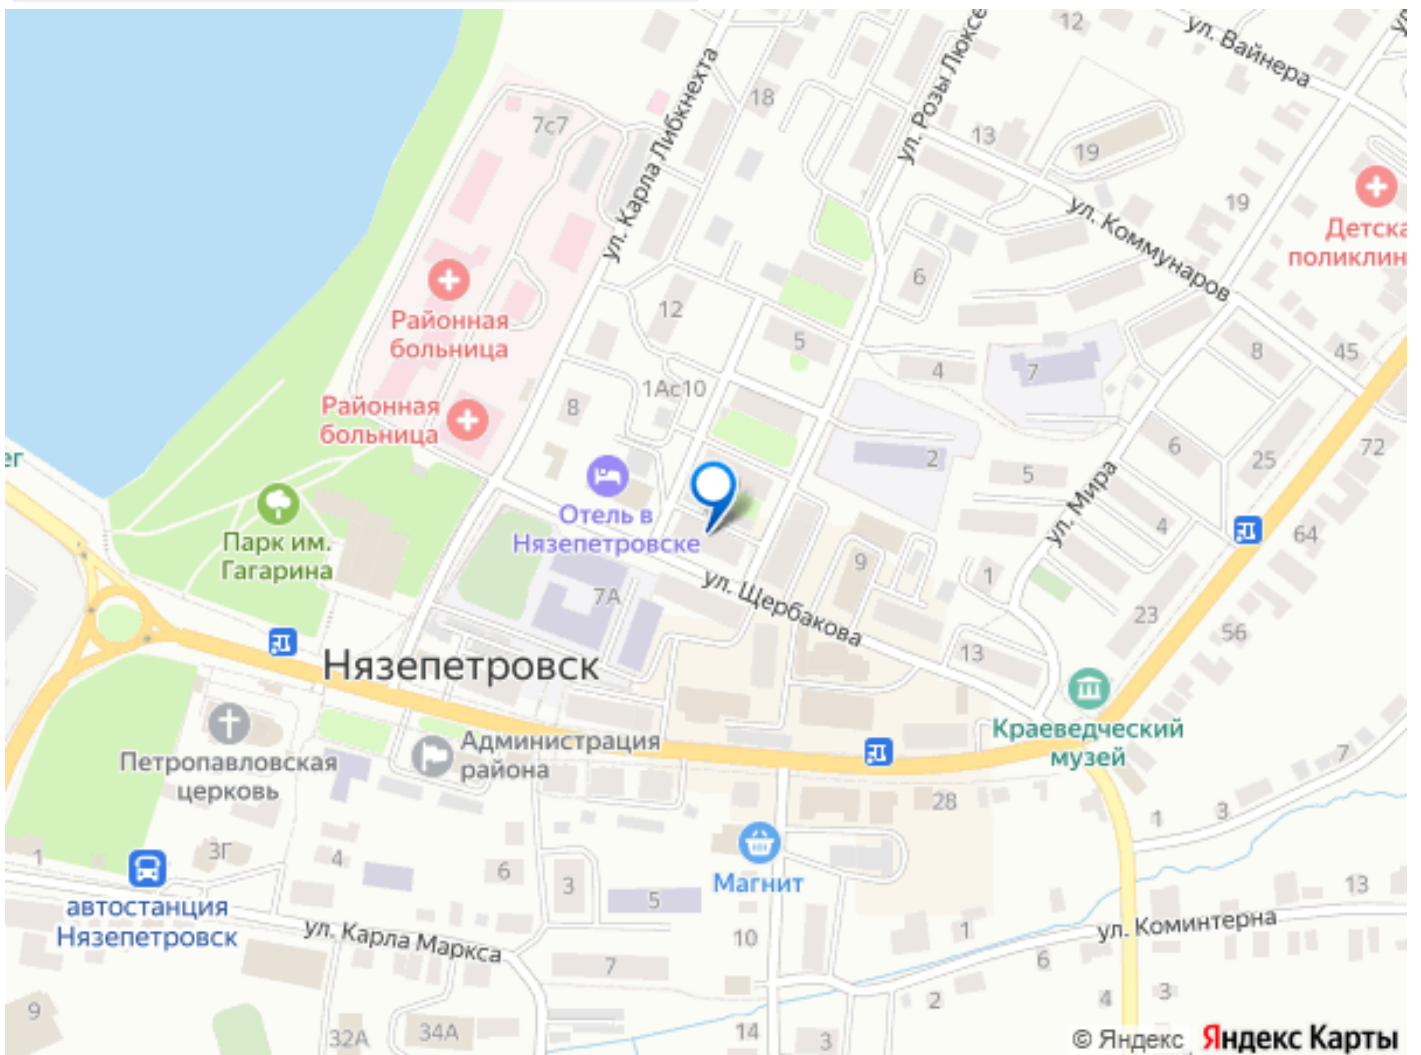 12
ул. Вайнера
ул. Карла Либкнехта
18
ул. Розы Люксе
7с7
13
19
19
ул. Коммунаров
Детска
поликлин
6
Районная
больница
12
5
4
7
8
45
1Ас10
Районная
больница
8
2
5
6
25
72
ег
Отель в
Нязепетровске
ул. Мира
4
64
Парк им.
Гагарина
9
1
7А
ул. Щербакова
23
56
13
Нязепетровск
Краеведческий
музей
Петропавловская
церковь
Администрация
района
7
28
1
3
1
3Г
4
6
3
5
Магнит
13
автостанция
Нязепетровск
ул. Карла Маркса
10
1
ул. Коминтерна
7
6
2
4
3
9
32А
34А
14
3
© Яндекс Яндекс Карты